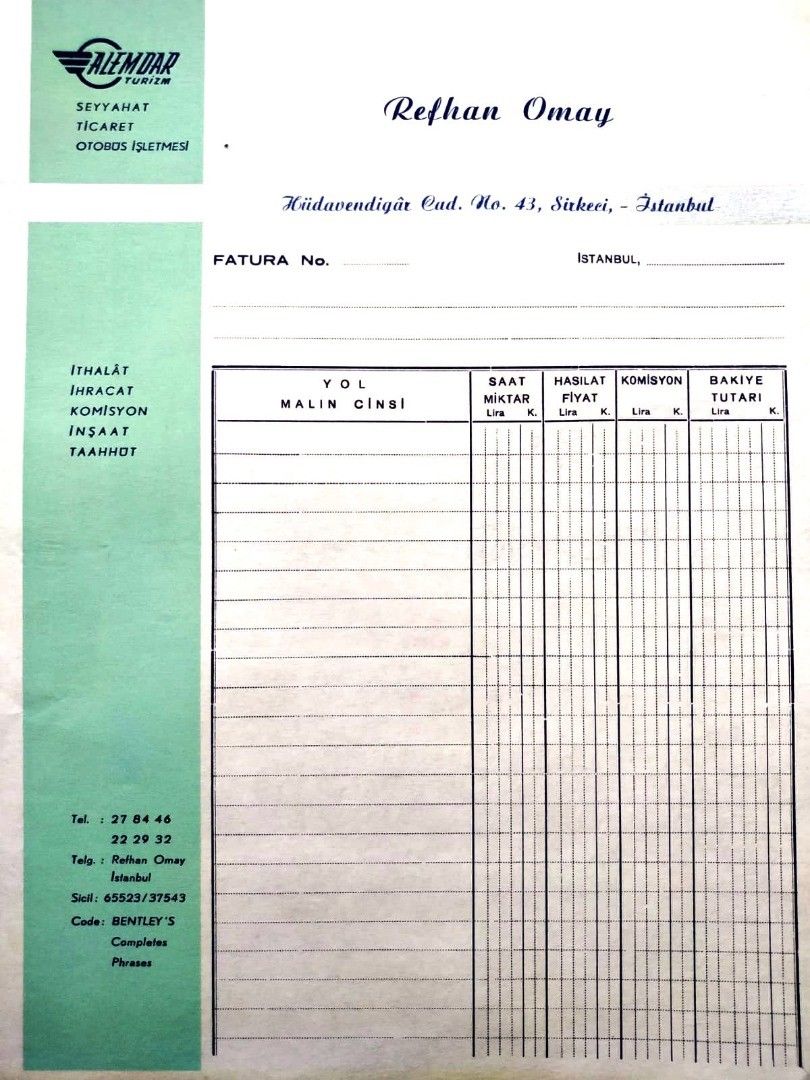 ALEMDAR
TURİZM
SEYYAHAT
TİCARET
OTOBÜS İŞLETMESİ
Refhan Omay
Hüdavendigâr Cad. No. 43, Sirkeci, - İstanbul
FATURA No.
İSTANBUL,
İTHALÂT
İHRACAT
KOMİSYON
İNŞAAT
TAAHHÜT
YOL
MALIN CİNSİ
SAAT
MİKTAR
Lira K.
HASILAT
FİYAT
Lira K.
KOMİSYON
Lira K.
BAKİYE
TUTARI
Lira K.
Tel. : 27 84 46
22 29 32
Telg. : Refhan Omay
İstanbul
Sicil : 65523/37543
Code : BENTLEY'S
Completes
Phrases